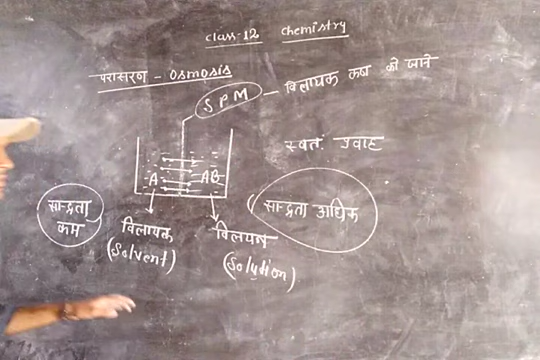 class-12 chemistry
परासरण - Osmosis
SPM - विलायक कण को जाने
स्वतः प्रवाह
A AB
सान्द्रता कम
सान्द्रता अधिक
विलायक
(Solvent)
विलयन
(Solution)